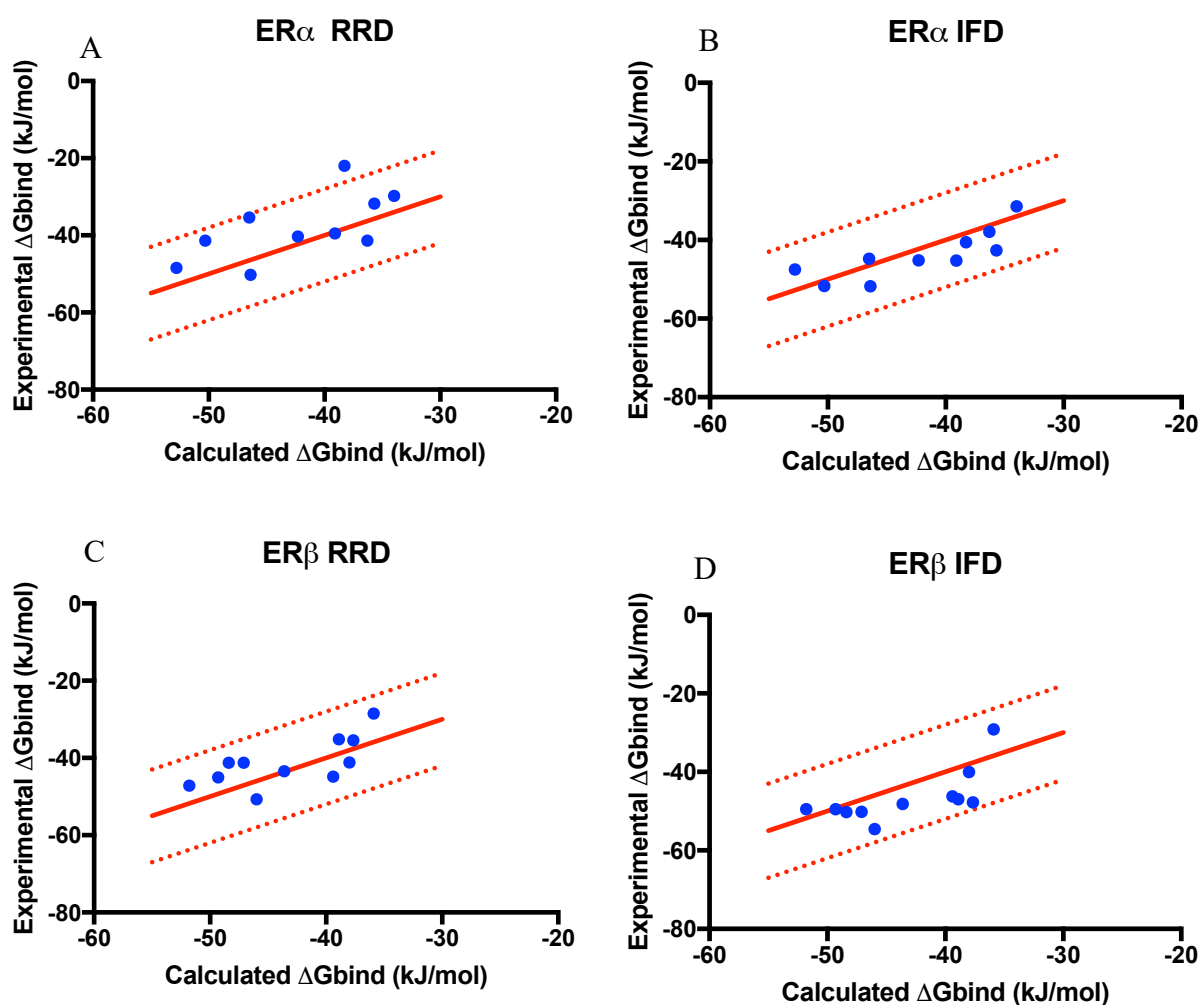 A
ERα RRD
Experimental ΔGbind (kJ/mol)
0
-20
-40
-60
-80
-60
-50
-40
-30
-20
Calculated ΔGbind (kJ/mol)
B
ERα IFD
Experimental ΔGbind (kJ/mol)
0
-20
-40
-60
-80
-60
-50
-40
-30
-20
Calculated ΔGbind (kJ/mol)
C
ERβ RRD
Experimental ΔGbind (kJ/mol)
0
-20
-40
-60
-80
-60
-50
-40
-30
-20
Calculated ΔGbind (kJ/mol)
D
ERβ IFD
Experimental ΔGbind (kJ/mol)
0
-20
-40
-60
-80
-60
-50
-40
-30
-20
Calculated ΔGbind (kJ/mol)